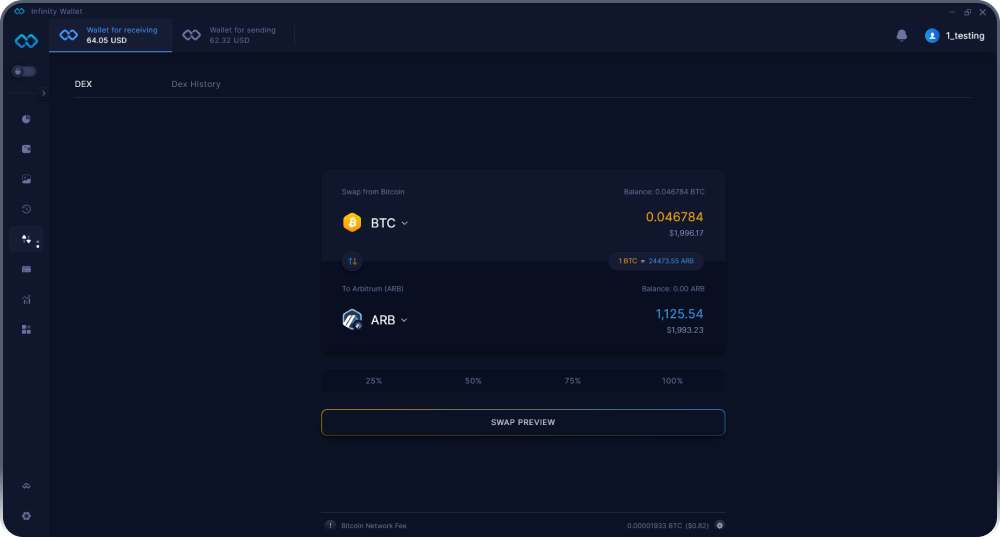 Infinity Wallet
Wallet for receiving
64.05 USD
Wallet for sending
62.32 USD
1_testing
DEX
Dex History
Swap from Bitcoin
Balance: 0.046784 BTC
BTC
0.046784
$1,996.17
1 BTC = 24473.55 ARB
To Arbitrum (ARB)
Balance: 0.00 ARB
ARB
1,125.54
$1,993.23
25% 50% 75% 100%
SWAP PREVIEW
Bitcoin Network Fee
0.00001933 BTC ($0.82)